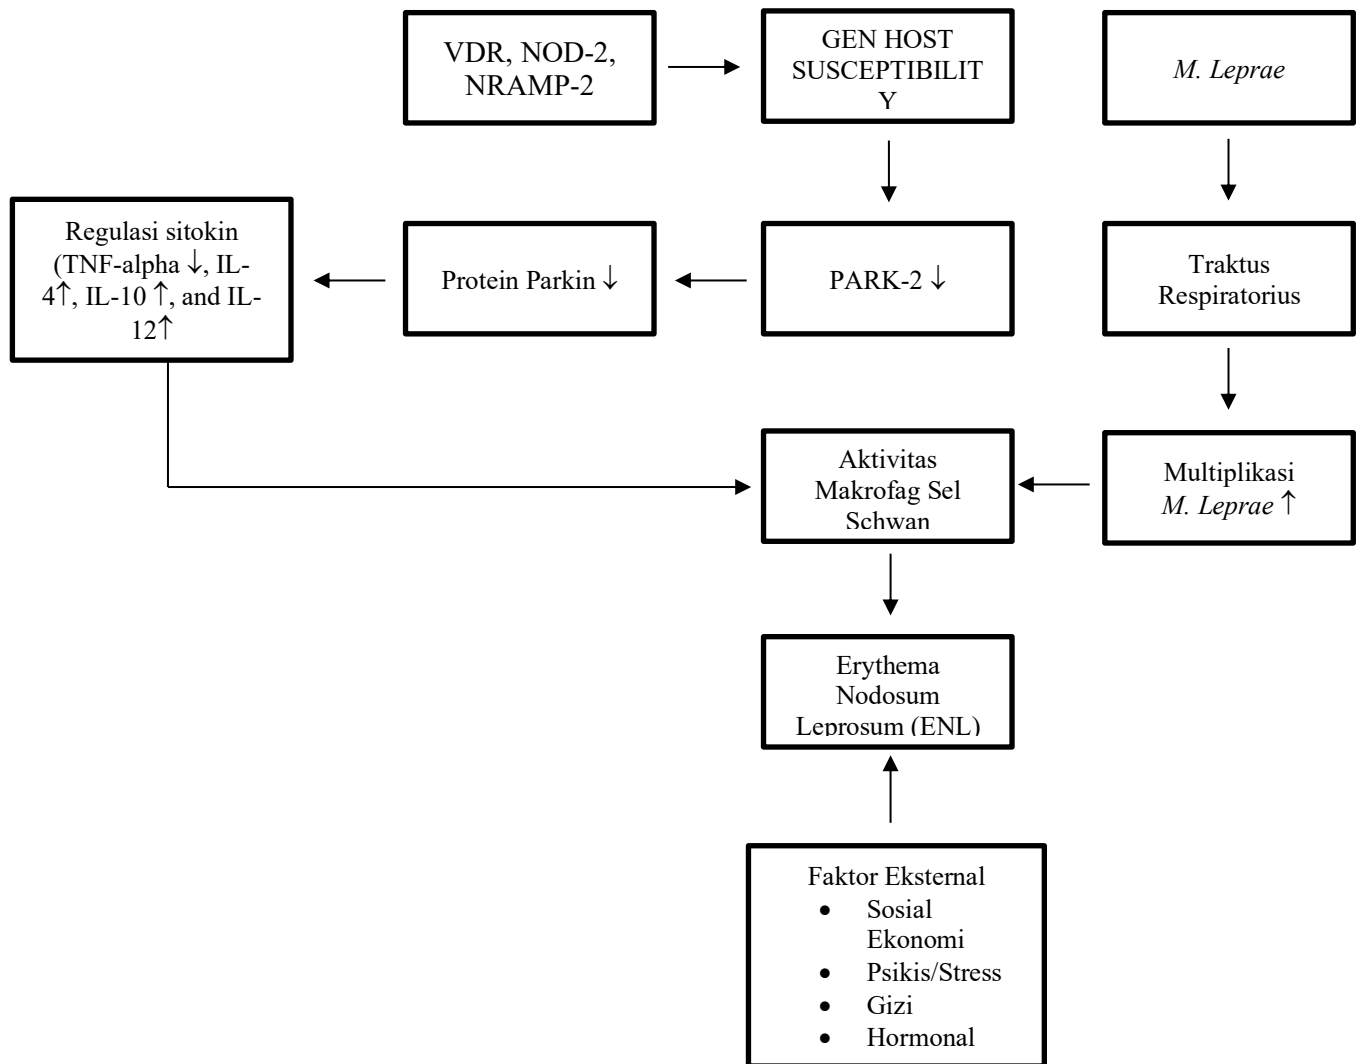 VDR, NOD-2,
NRAMP-2
GEN HOST
SUSCEPTIBILIT
Y
M. Leprae
Regulasi sitokin
(TNF-alpha ↓, IL-
4↑, IL-10 ↑, and IL-
12↑
Protein Parkin ↓
PARK-2 ↓
Traktus
Respiratorius
Aktivitas
Makrofag Sel
Schwan
Multiplikasi
M. Leprae ↑
Erythema
Nodosum
Leprosum (ENL)
Faktor Eksternal
• Sosial
Ekonomi
• Psikis/Stress
• Gizi
• Hormonal